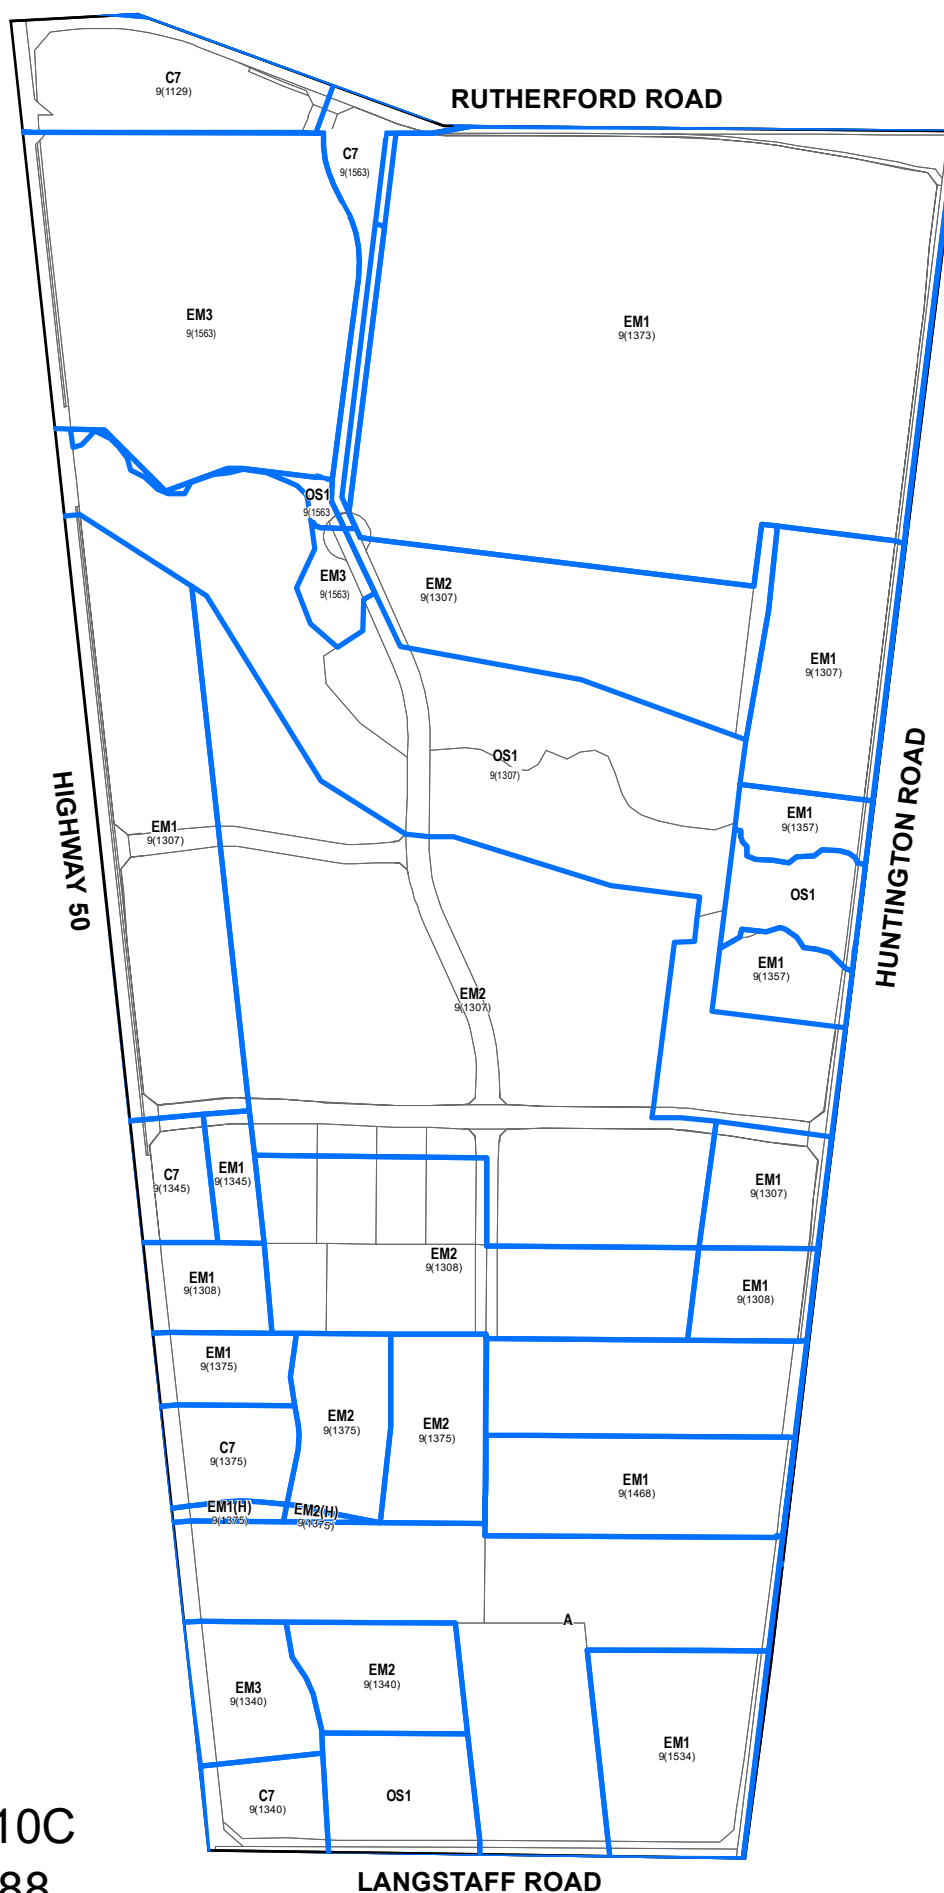 C7
9(1129)
RUTHERFORD ROAD
C7
9(1563)
EM3
9(1563)
EM1
9(1373)
OS1
9(1563
EM3
9(1563)
EM2
9(1307)
EM1
9(1307)
OS1
9(1307)
HIGHWAY 50
EM1
9(1307)
EM1
9(1357)
HUNTINGTON ROAD
OS1
EM1
9(1357)
EM2
9(1307)
C7
9(1345)
EM1
9(1345)
EM1
9(1307)
EM2
9(1308)
EM1
9(1308)
EM1
9(1308)
EM1
9(1375)
EM2
9(1375)
EM2
9(1375)
C7
9(1375)
EM1
9(1468)
EM1(H)
9(1375)
EM2(H)
9(1375)
A
EM2
9(1340)
EM3
9(1340)
EM1
9(1534)
C7
9(1340)
OS1
10C
88
LANGSTAFF ROAD